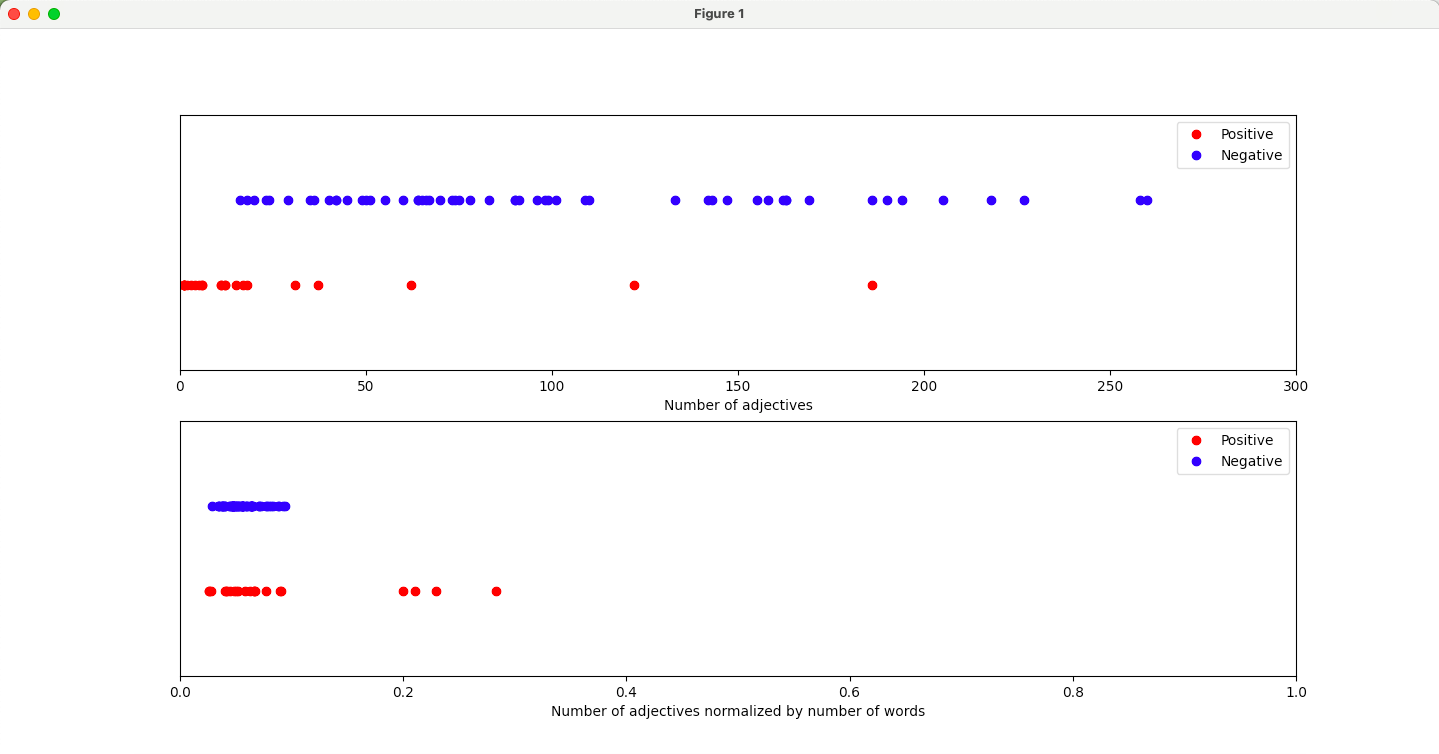 Figure 1
Positive
Negative
0 50 100 150 200 250 300
Number of adjectives
Positive
Negative
0.0 0.2 0.4 0.6 0.8 1.0
Number of adjectives normalized by number of words